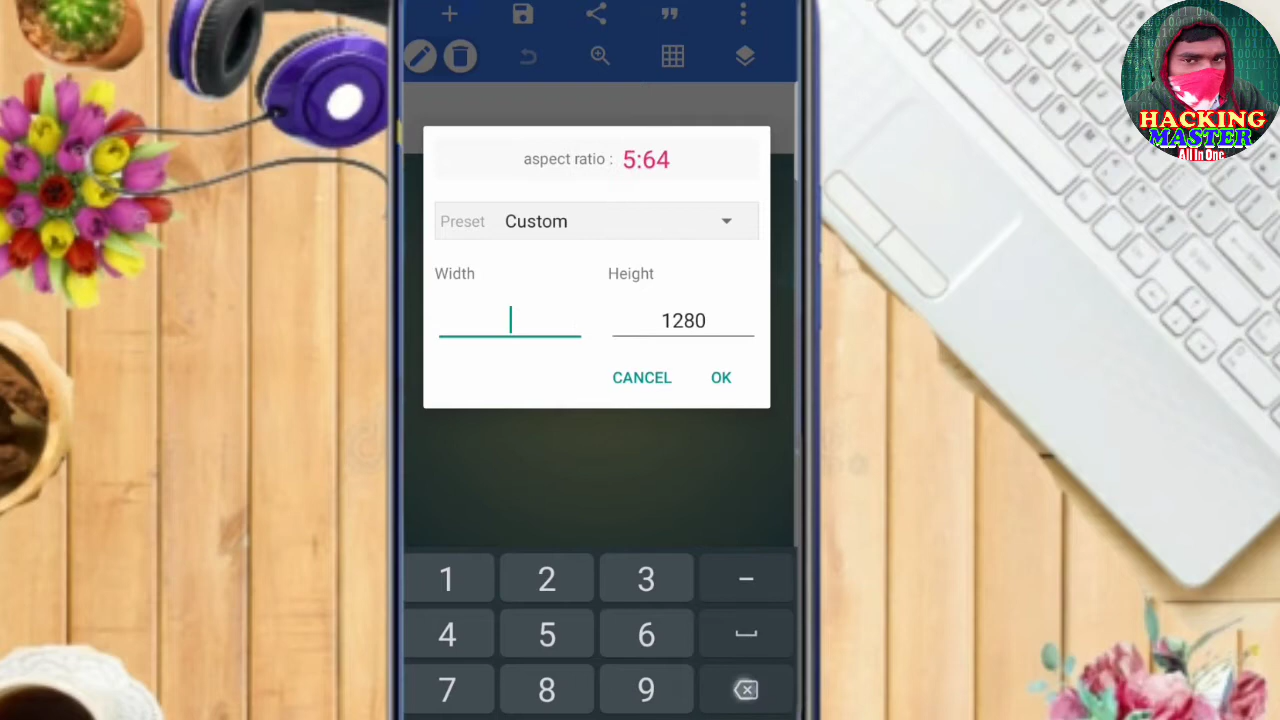 aspect ratio : 5:64
Preset Custom
Width Height
1280
CANCEL OK
1 2 3 −
4 5 6
7 8 9
HACKING
MASTER
All In One